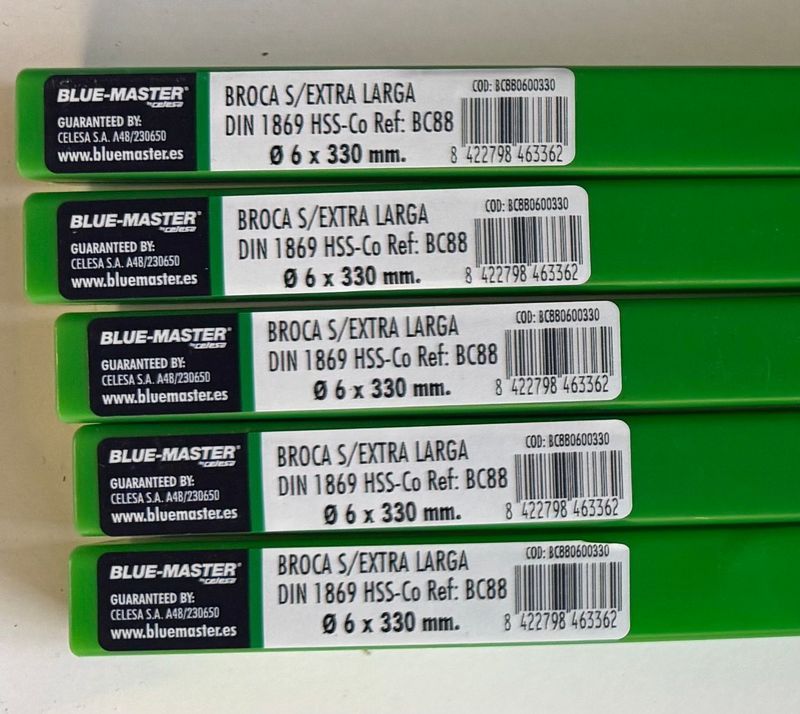 BLUE-MASTER®
by celesa
GUARANTEED BY:
CELESA S.A. A48/230650
www.bluemaster.es
BROCA S/EXTRA LARGA
DIN 1869 HSS-Co Ref: BC88
Ø 6 x 330 mm.
COD: BC880600330
8 422798 463362
BLUE-MASTER®
by celesa
GUARANTEED BY:
CELESA S.A. A48/230650
www.bluemaster.es
BROCA S/EXTRA LARGA
DIN 1869 HSS-Co Ref: BC88
Ø 6 x 330 mm.
COD: BC880600330
8 422798 463362
BLUE-MASTER®
by celesa
GUARANTEED BY:
CELESA S.A. A48/230650
www.bluemaster.es
BROCA S/EXTRA LARGA
DIN 1869 HSS-Co Ref: BC88
Ø 6 x 330 mm.
COD: BC880600330
8 422798 463362
BLUE-MASTER®
by celesa
GUARANTEED BY:
CELESA S.A. A48/230650
www.bluemaster.es
BROCA S/EXTRA LARGA
DIN 1869 HSS-Co Ref: BC88
Ø 6 x 330 mm.
COD: BC880600330
8 422798 463362
BLUE-MASTER®
by celesa
GUARANTEED BY:
CELESA S.A. A48/230650
www.bluemaster.es
BROCA S/EXTRA LARGA
DIN 1869 HSS-Co Ref: BC88
Ø 6 x 330 mm.
COD: BC880600330
8 422798 463362